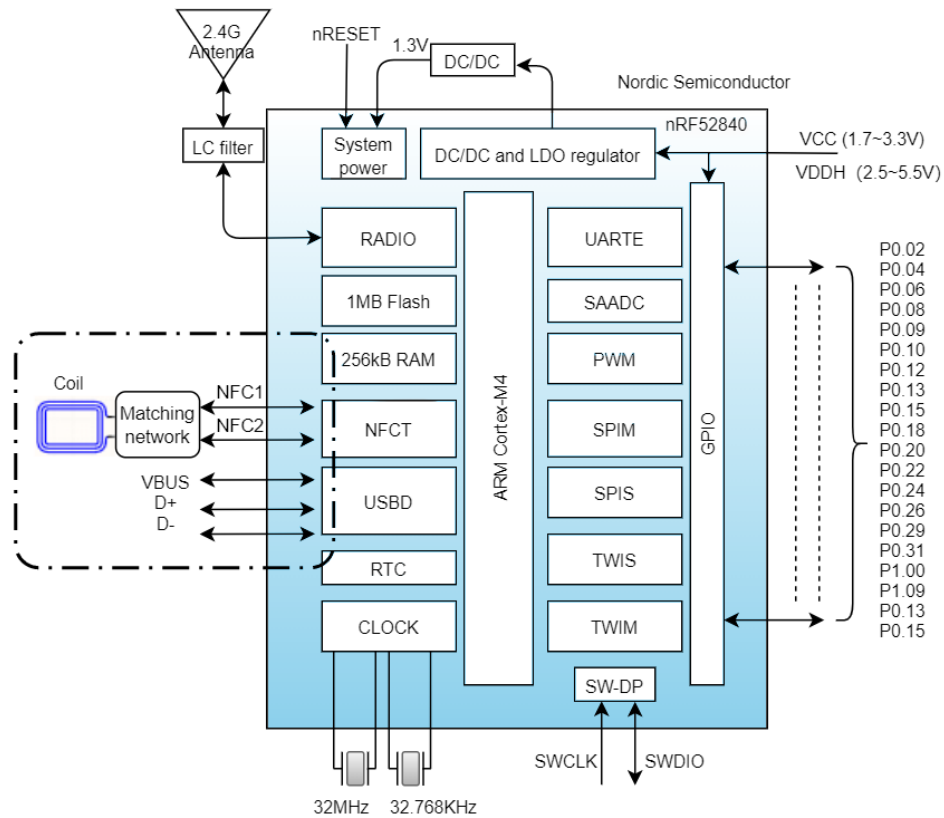 2.4G
Antenna
nRESET
1.3V
DC/DC
Nordic Semiconductor
nRF52840
LC filter
System
power
DC/DC and LDO regulator
VCC (1.7~3.3V)
VDDH (2.5~5.5V)
RADIO
UARTE
1MB Flash
SAADC
256kB RAM
PWM
Coil
Matching
network
NFC1
NFC2
NFCT
SPIM
ARM Cortex-M4
GPIO
VBUS
D+
D-
USBD
SPIS
RTC
TWIS
CLOCK
TWIM
SW-DP
SWCLK
SWDIO
32MHz
32.768KHz
P0.02
P0.04
P0.06
P0.08
P0.09
P0.10
P0.12
P0.13
P0.15
P0.18
P0.20
P0.22
P0.24
P0.26
P0.29
P0.31
P1.00
P1.09
P0.13
P0.15